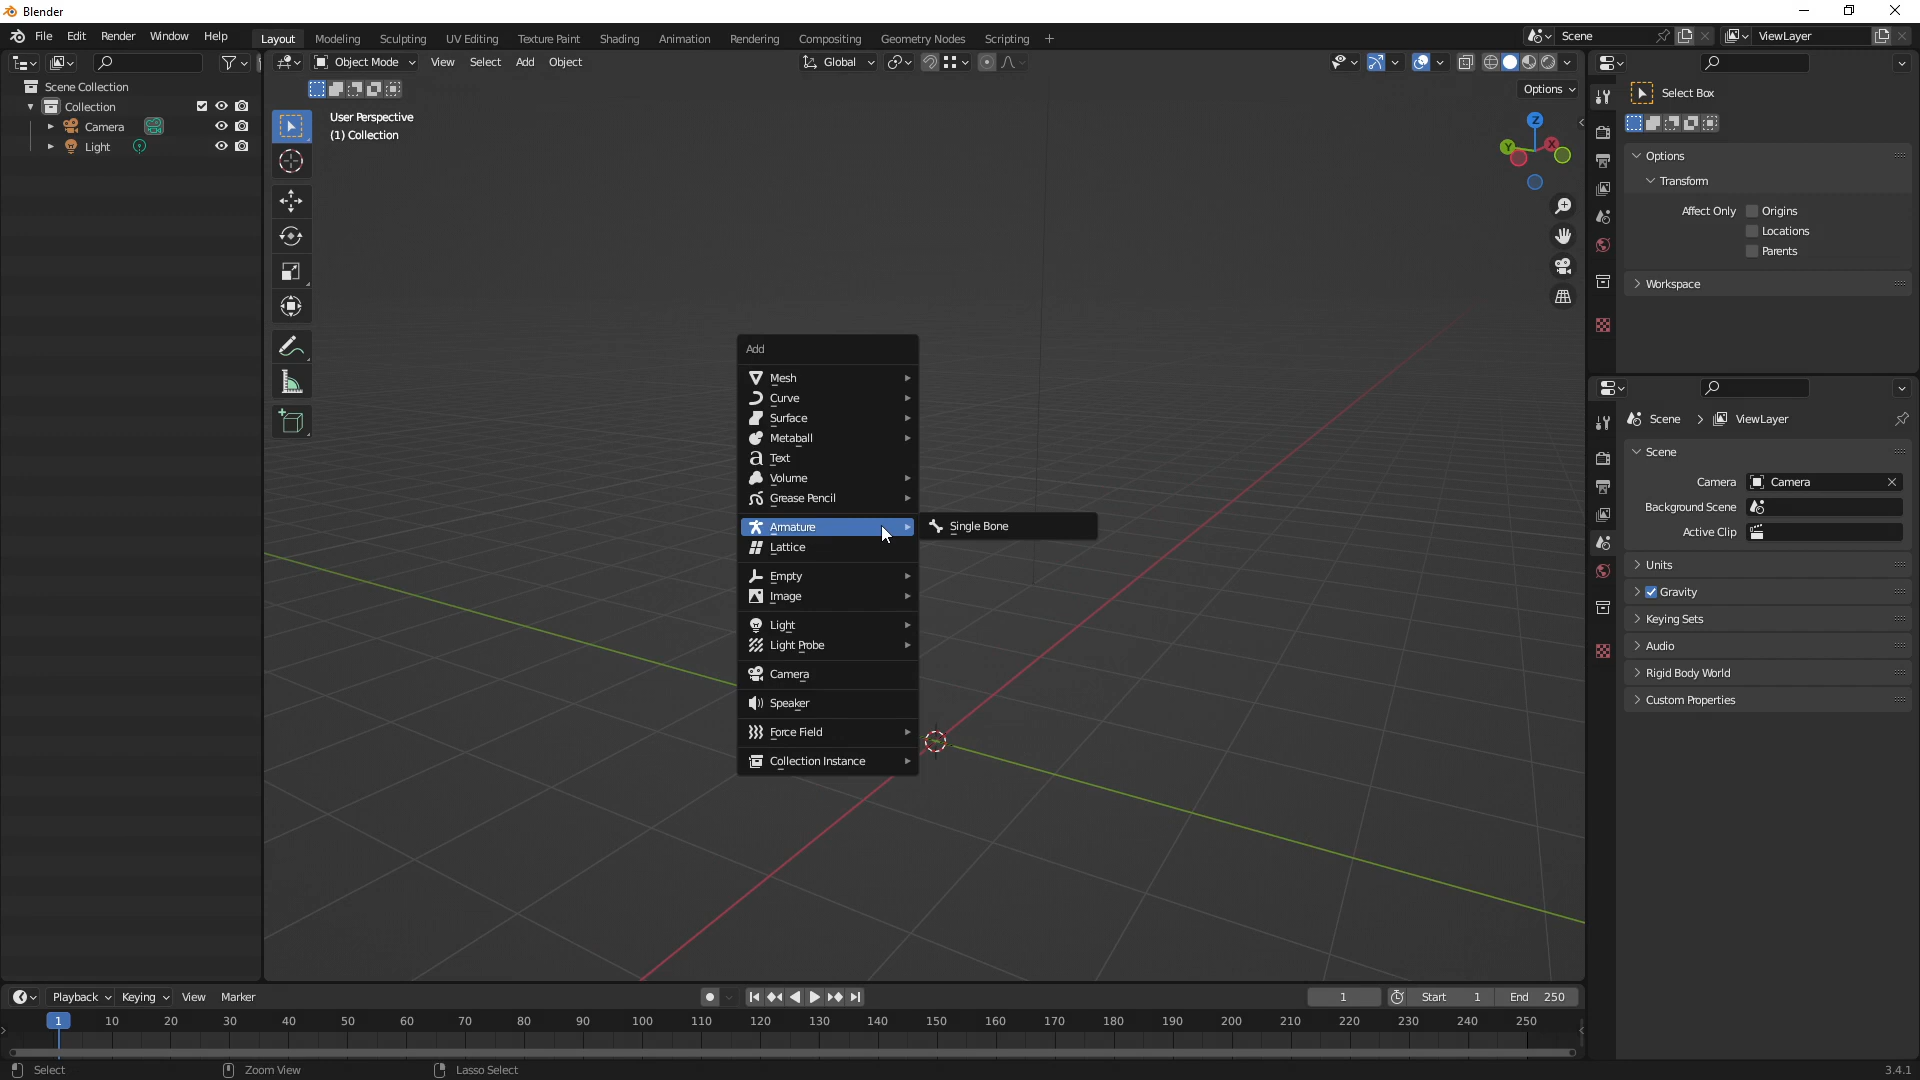 Blender
File Edit Render Window Help
Layout Modeling Sculpting UV Editing Texture Paint Shading Animation Rendering Compositing Geometry Nodes Scripting +
Scene
ViewLayer
Object Mode View Select Add Object
Global
Options
Scene Collection
Collection
Camera
Light
User Perspective
(1) Collection
Z
Y
X
Add
Mesh
Curve
Surface
Metaball
Text
Volume
Grease Pencil
Armature
Single Bone
Lattice
Empty
Image
Light
Light Probe
Camera
Speaker
Force Field
Collection Instance
Select Box
Options
Transform
Affect Only Origins
Locations
Parents
Workspace
Scene > ViewLayer
Scene
Camera Camera
Background Scene
Active Clip
Units
Gravity
Keying Sets
Audio
Rigid Body World
Custom Properties
Playback Keying View Marker
1 Start 1 End 250
1 10 20 30 40 50 60 70 80 90 100 110 120 130 140 150 160 170 180 190 200 210 220 230 240 250
Select Zoom View Lasso Select
3.4.1